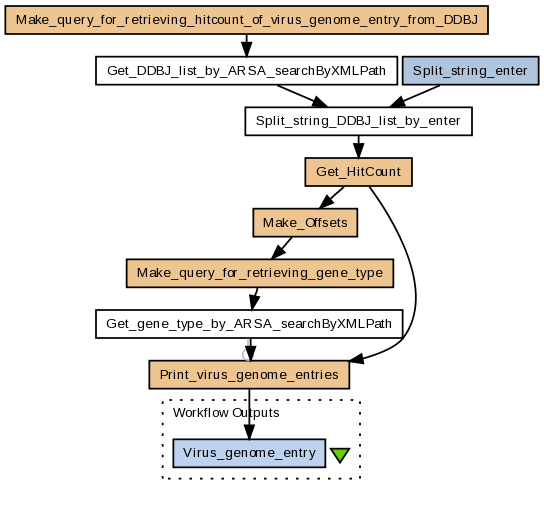 Make_query_for_retrieving_hitcount_of_virus_genome_entry_from_DDBJ
Get_DDBJ_list_by_ARSA_searchByXMLPath
Split_string_enter
Split_string_DDBJ_list_by_enter
Get_HitCount
Make_Offsets
Make_query_for_retrieving_gene_type
Get_gene_type_by_ARSA_searchByXMLPath
Print_virus_genome_entries
Workflow Outputs
Virus_genome_entry